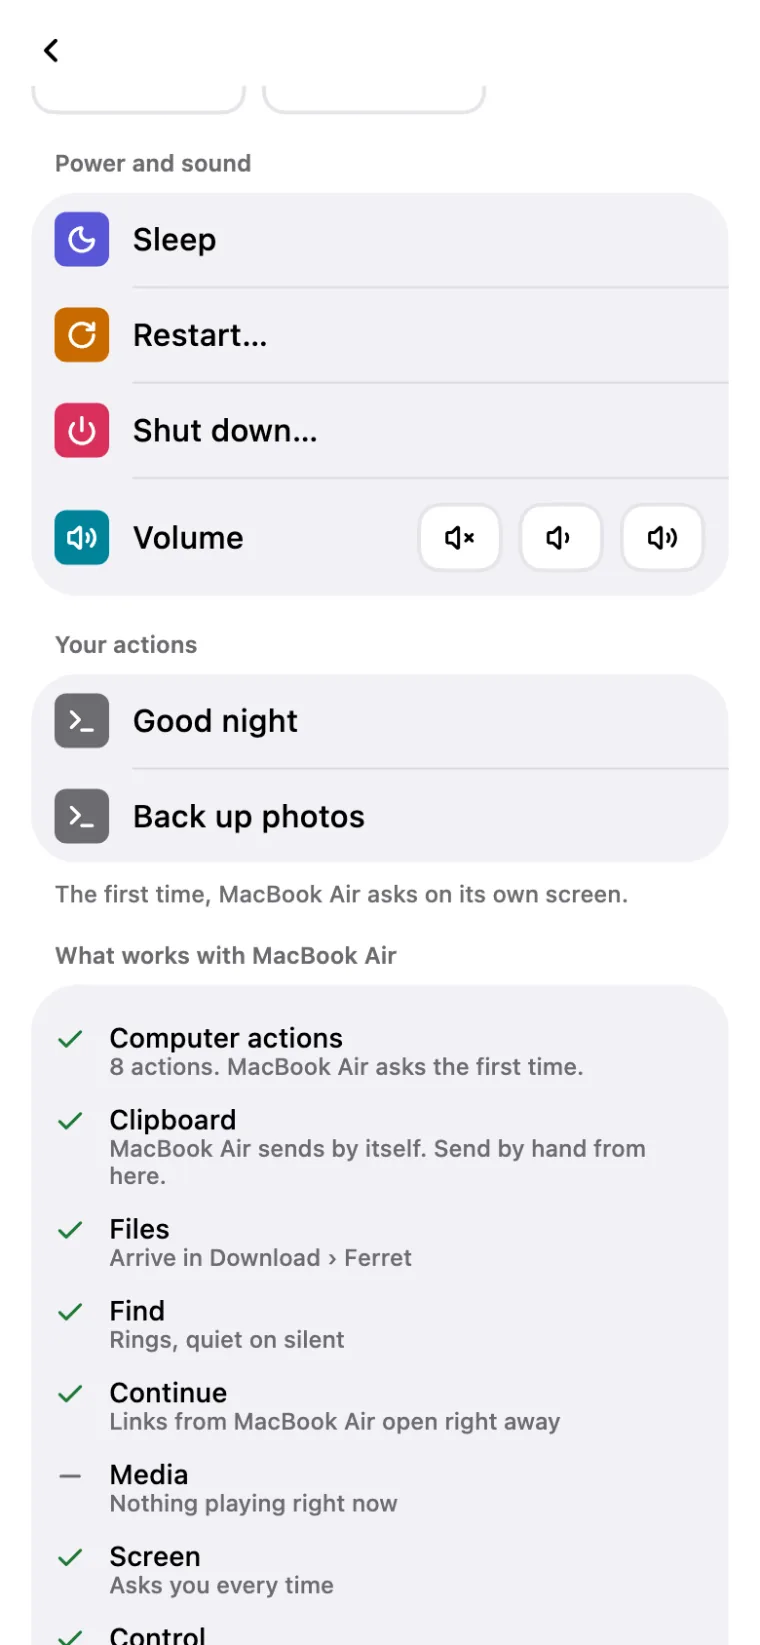 Power and sound
Sleep
Restart...
Shut down...
Volume
Your actions
Good night
Back up photos
The first time, MacBook Air asks on its own screen.
What works with MacBook Air
Computer actions
8 actions. MacBook Air asks the first time.
Clipboard
MacBook Air sends by itself. Send by hand from
here.
Files
Arrive in Download › Ferret
Find
Rings, quiet on silent
Continue
Links from MacBook Air open right away
Media
Nothing playing right now
Screen
Asks you every time
Control